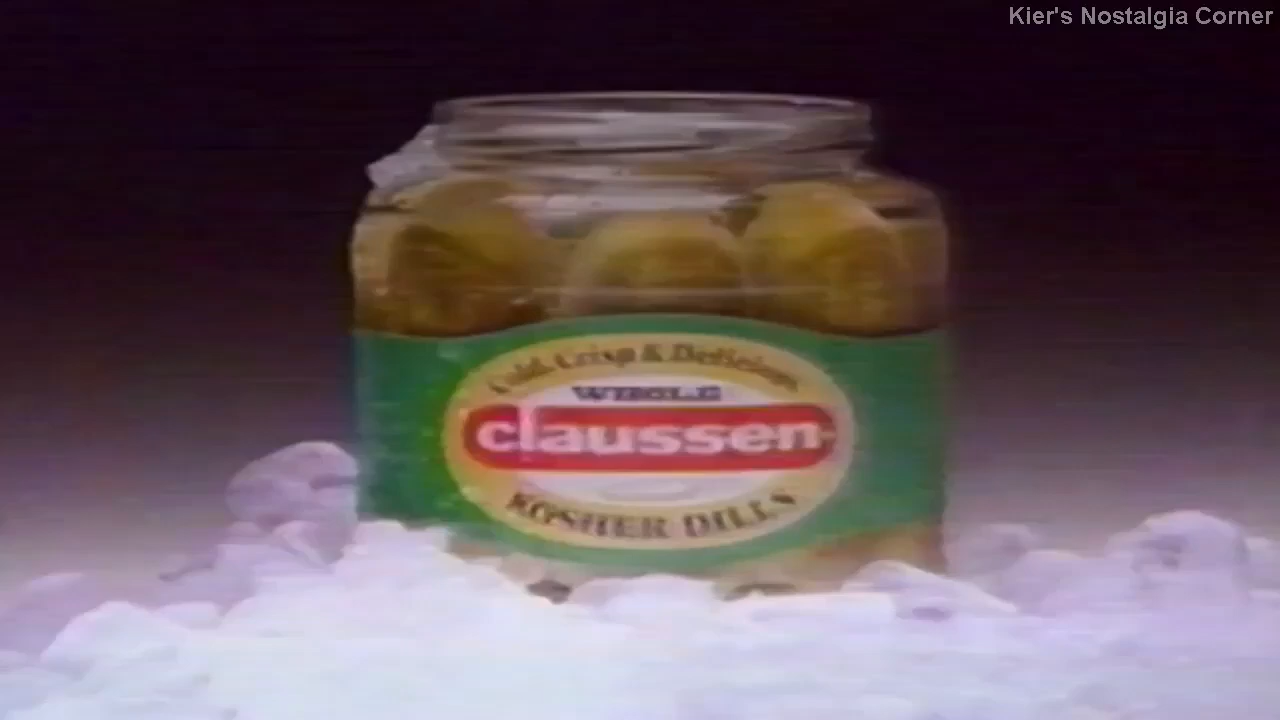 Kier's Nostalgia Corner
Cold, Crisp & Delicious
WHOLE
claussen
KOSHER DILLS